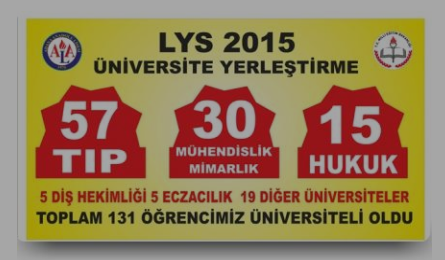 LYS 2015
ÜNİVERSİTE YERLEŞTİRME
57
TIP
30
MÜHENDİSLİK
MİMARLIK
15
HUKUK
5 DİŞ HEKİMLİĞİ 5 ECZACILIK 19 DİĞER ÜNİVERSİTELER
TOPLAM 131 ÖĞRENCİMİZ ÜNİVERSİTELİ OLDU
ALA